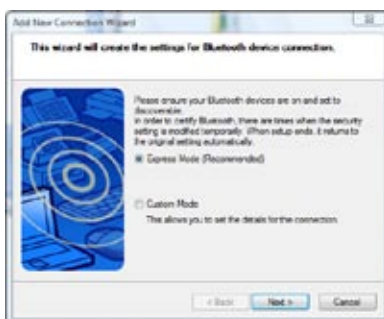 Add New Connection Wizard
This wizard will create the settings for Bluetooth device connection.
Please ensure your Bluetooth devices are on and set to
discoverable.
In order to certify Bluetooth, there are times when the security
setting is modified temporarily. When setup ends, it returns to
the original setting automatically.
Express Mode (Recommended)
Custom Mode
This allows you to set the details for the connection.
< Back
Next >
Cancel